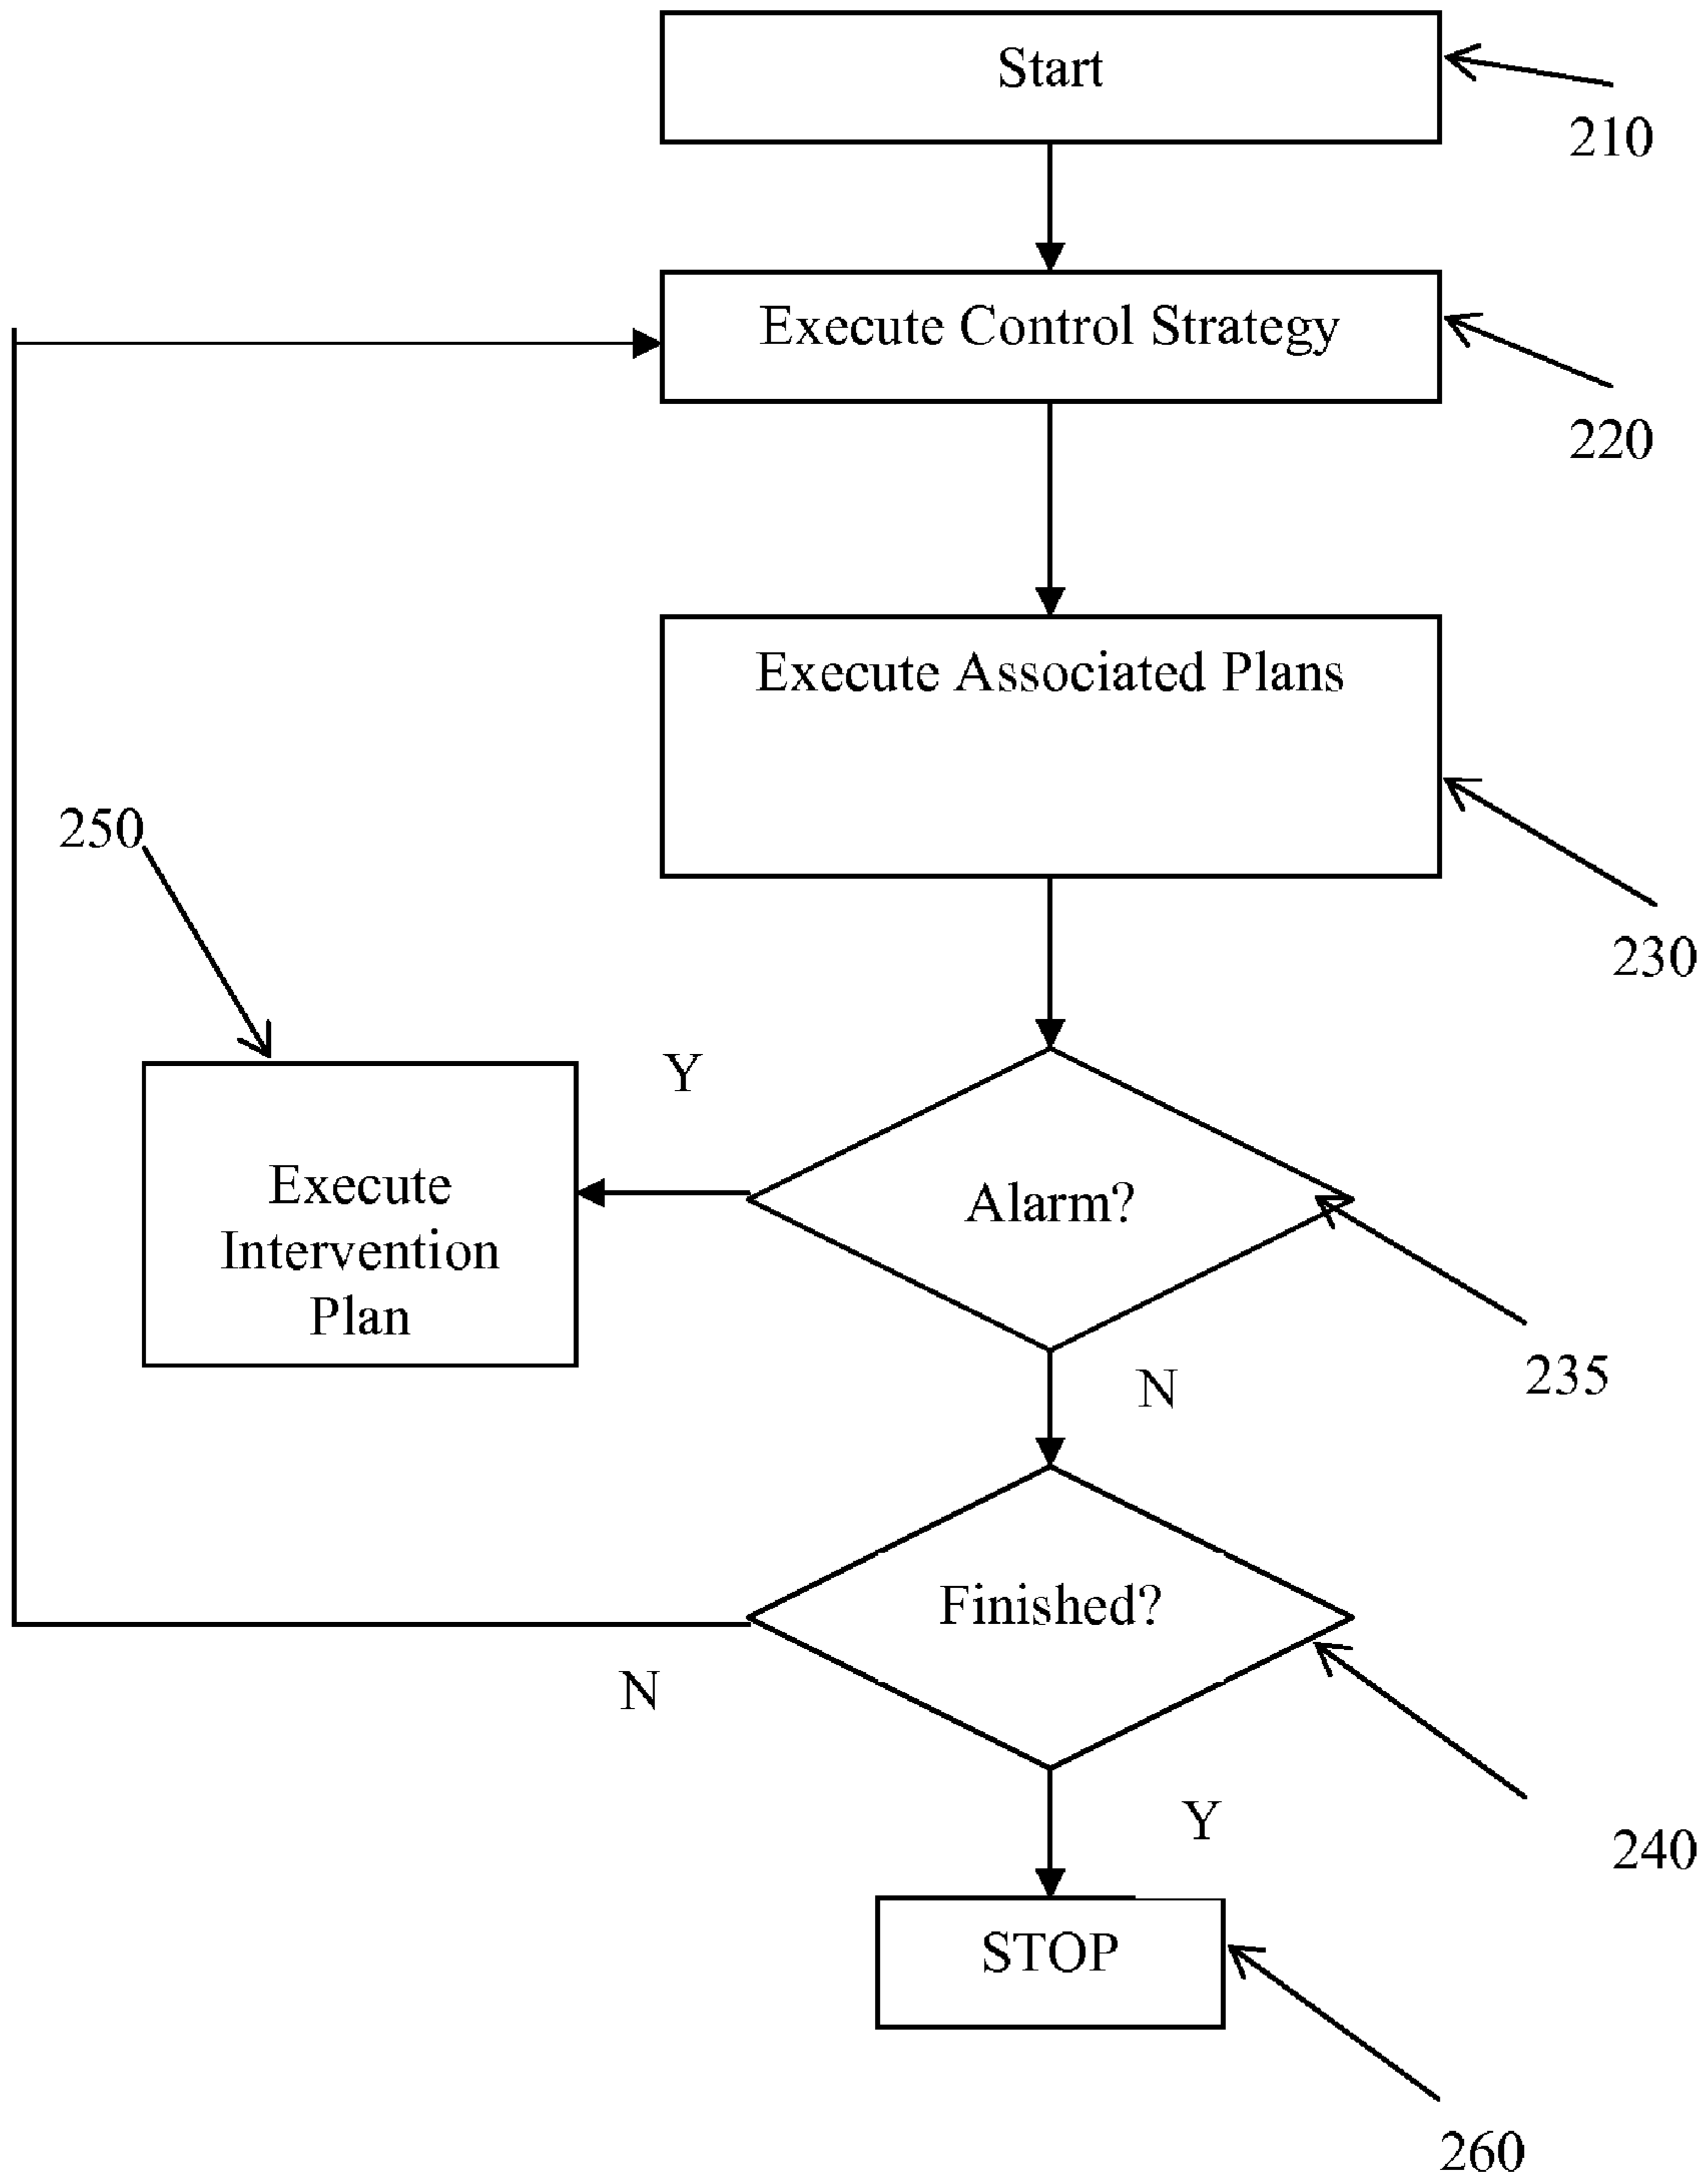 Start
210
Execute Control Strategy
220
Execute Associated Plans
250
230
Y
Execute
Intervention
Plan
Alarm?
235
N
Finished?
N
240
Y
STOP
260